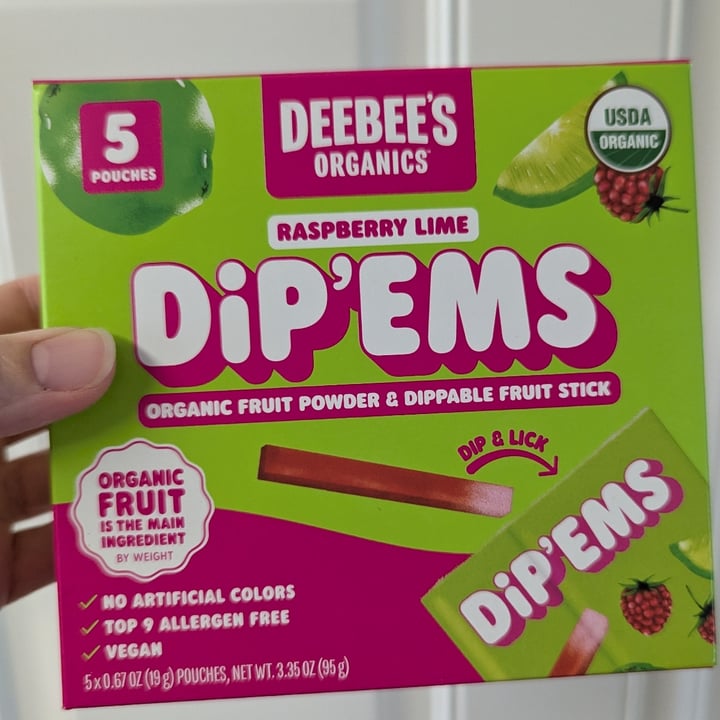 5
POUCHES
DEEBEE'S
ORGANICS™
USDA
ORGANIC
RASPBERRY LIME
DiP'EMS
ORGANIC FRUIT POWDER & DIPPABLE FRUIT STICK
DIP & LICK
ORGANIC
FRUIT
IS THE MAIN
INGREDIENT
BY WEIGHT
DiP'EMS
✓ NO ARTIFICIAL COLORS
✓ TOP 9 ALLERGEN FREE
✓ VEGAN
5 x 0.67 OZ (19 g) POUCHES, NET WT. 3.35 OZ (95 g)